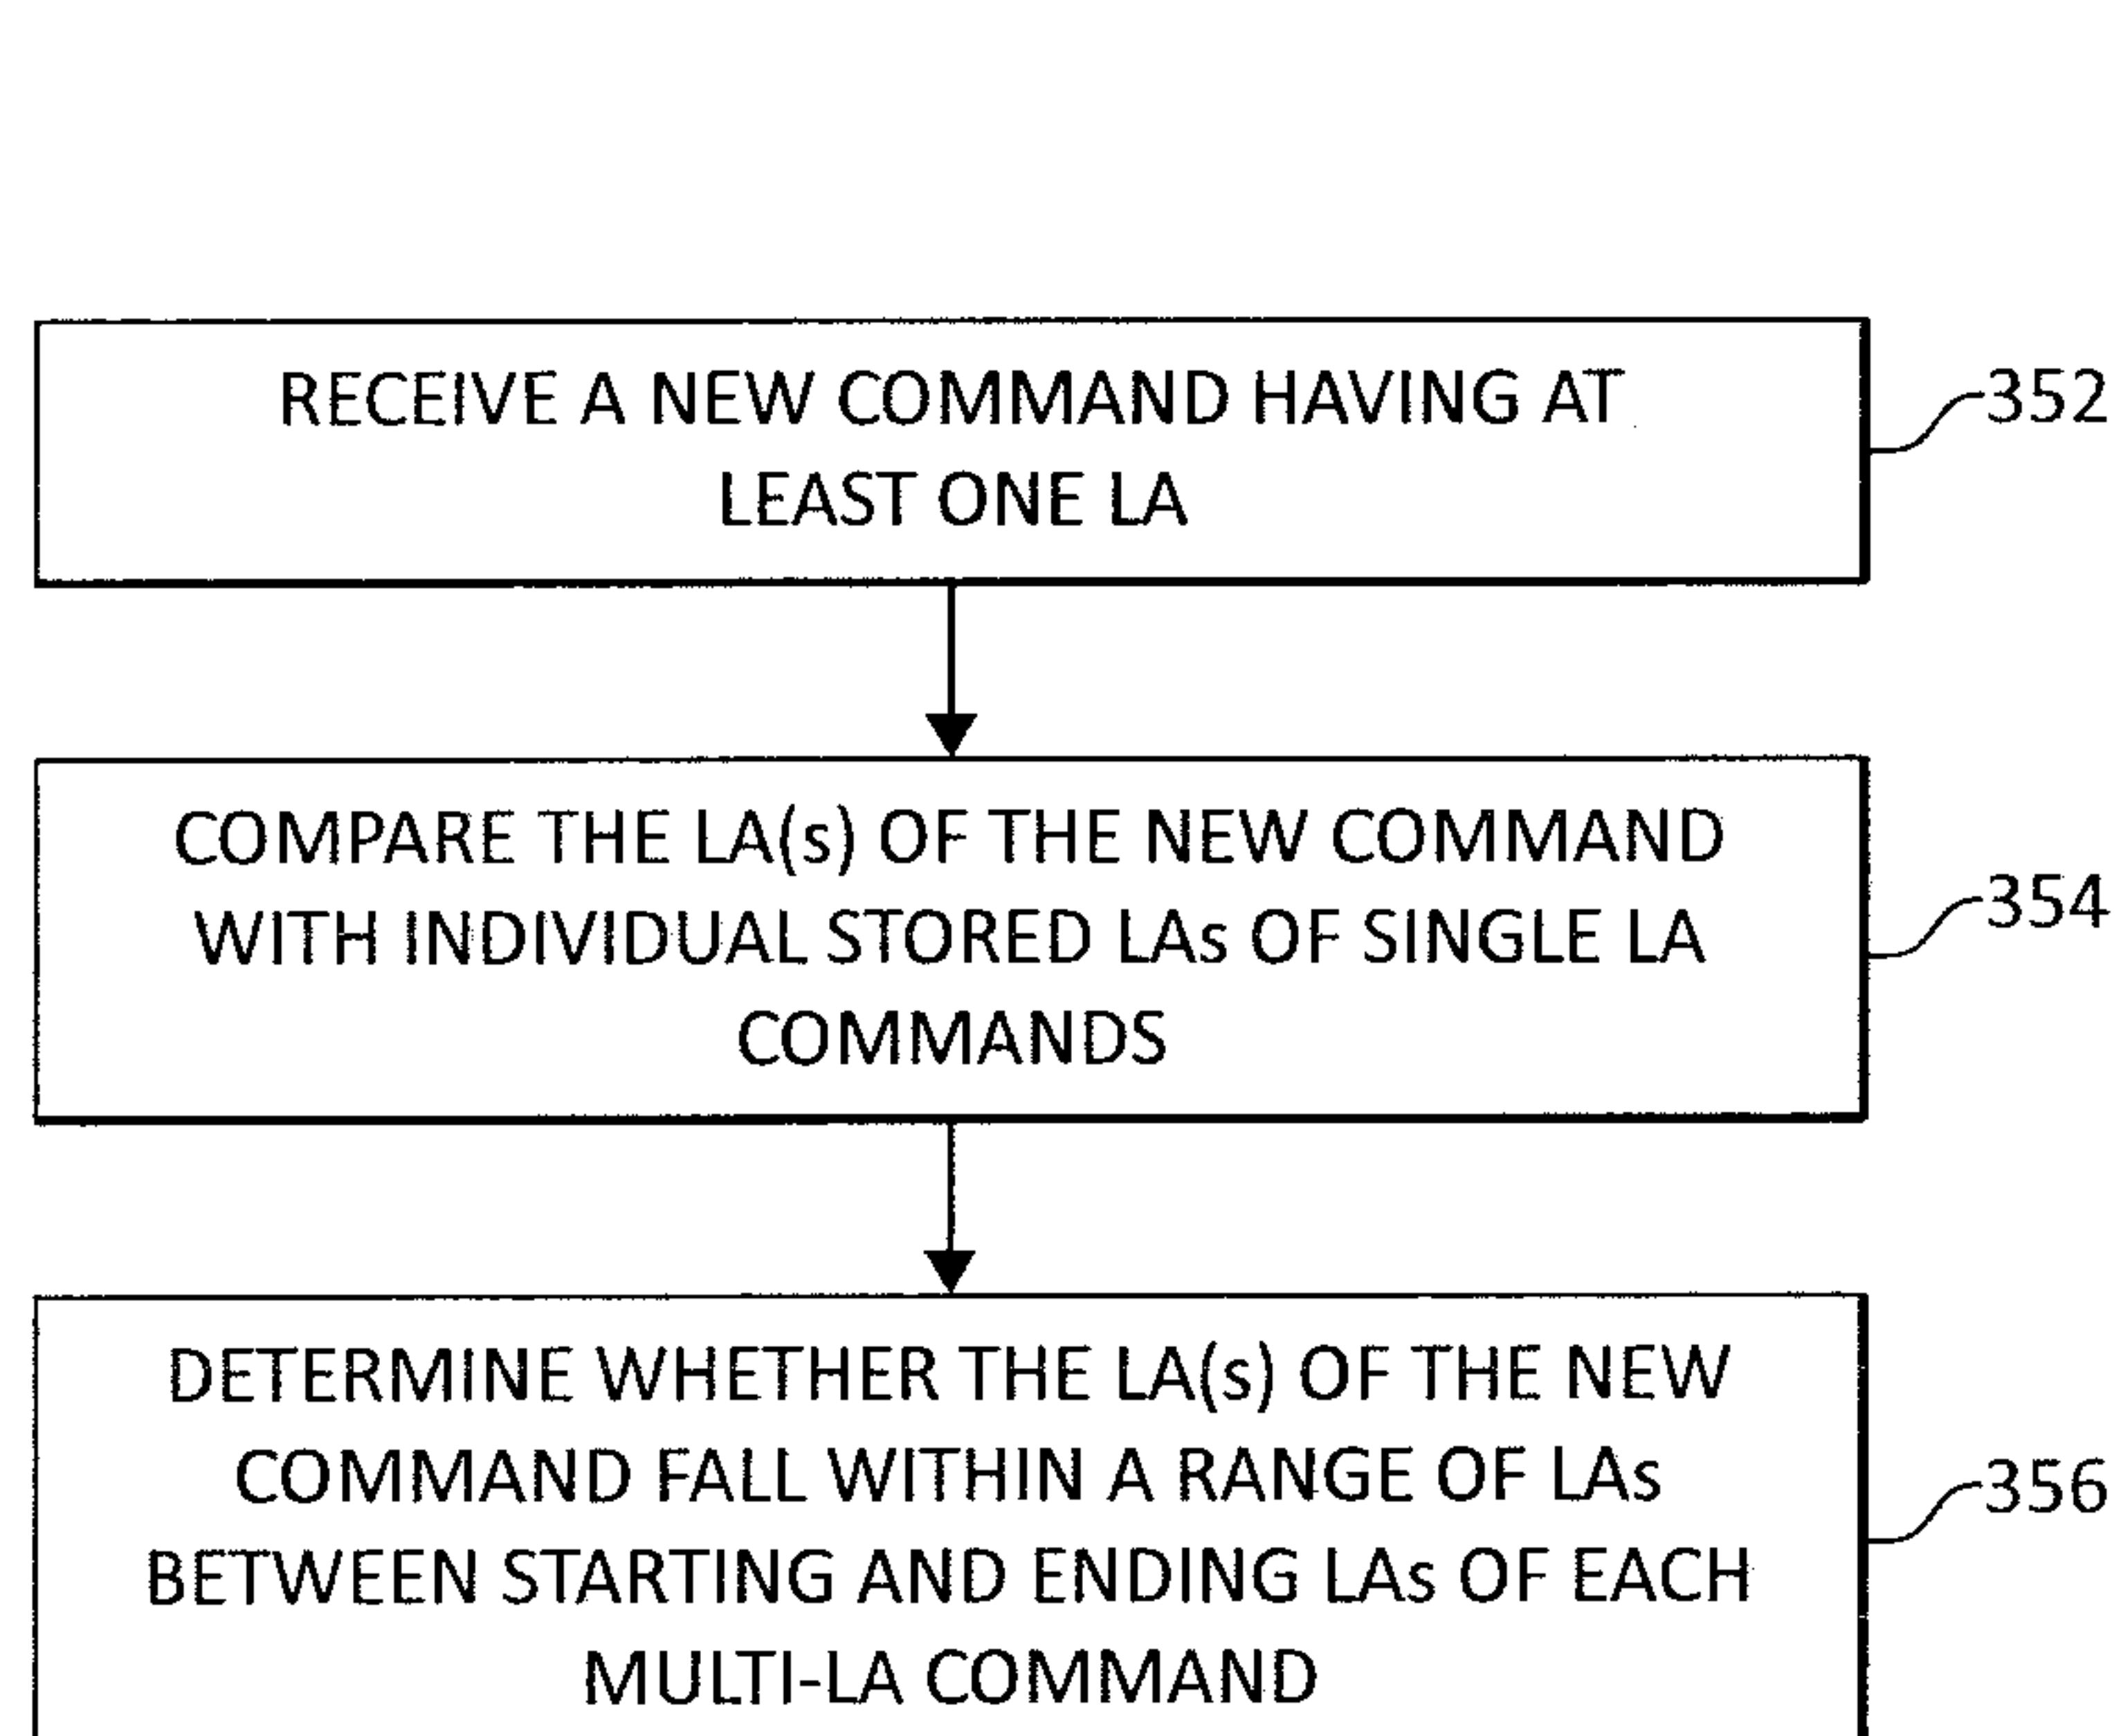 RECEIVE A NEW COMMAND HAVING AT
LEAST ONE LA
352
COMPARE THE LA(s) OF THE NEW COMMAND
WITH INDIVIDUAL STORED LAs OF SINGLE LA
COMMANDS
354
DETERMINE WHETHER THE LA(s) OF THE NEW
COMMAND FALL WITHIN A RANGE OF LAs
BETWEEN STARTING AND ENDING LAs OF EACH
MULTI-LA COMMAND
356